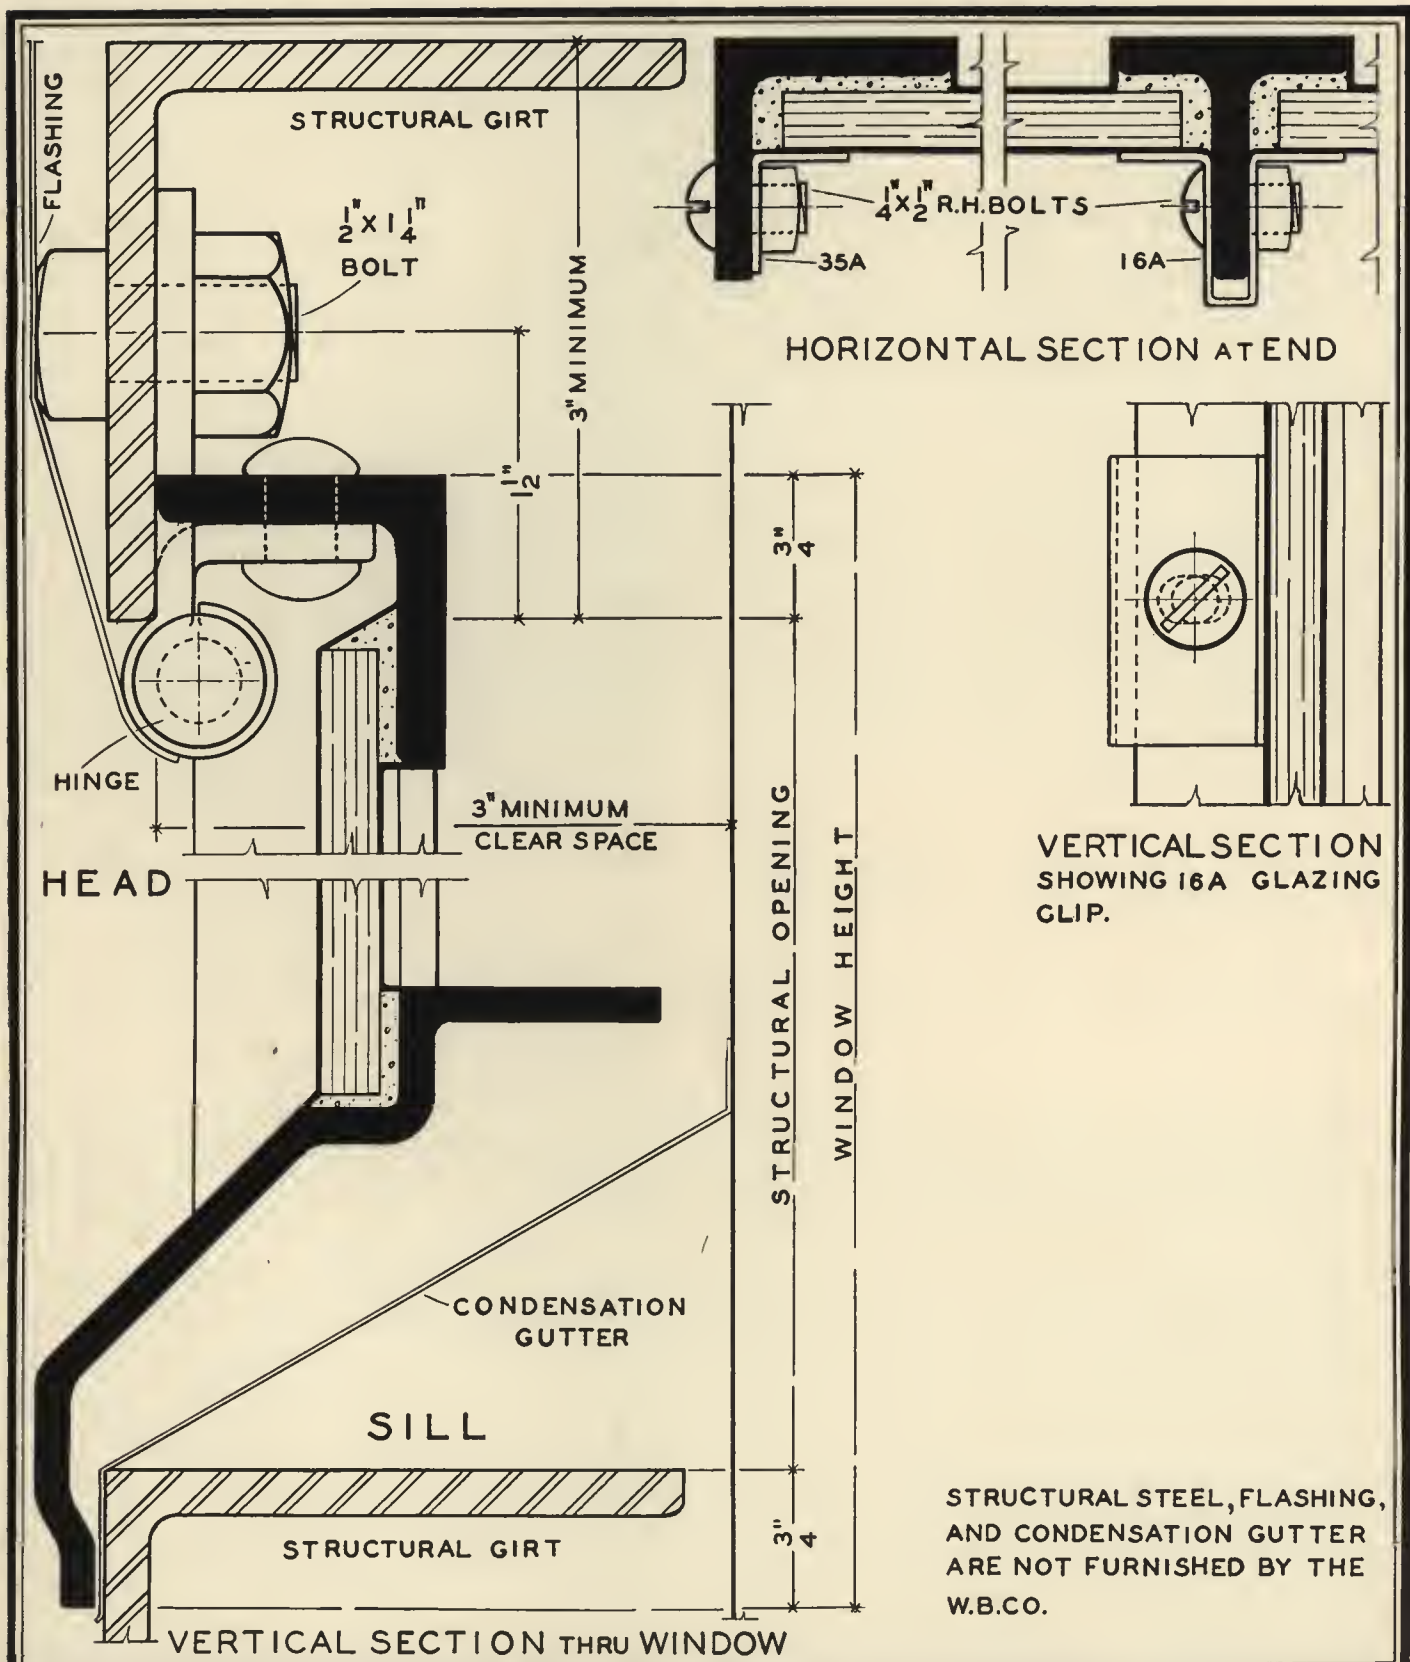 FLASHING
STRUCTURAL GIRT
1/2" X 1 1/4"
BOLT
3" MINIMUM
1 1/2"
3/4"
HINGE
3" MINIMUM
CLEAR SPACE
HEAD
STRUCTURAL OPENING
WINDOW HEIGHT
CONDENSATION
GUTTER
SILL
STRUCTURAL GIRT
3/4"
VERTICAL SECTION THRU WINDOW
1/4" X 1/2" R.H. BOLTS
35A
16A
HORIZONTAL SECTION AT END
VERTICAL SECTION
SHOWING 16A GLAZING
CLIP.
STRUCTURAL STEEL, FLASHING,
AND CONDENSATION GUTTER
ARE NOT FURNISHED BY THE
W.B.CO.